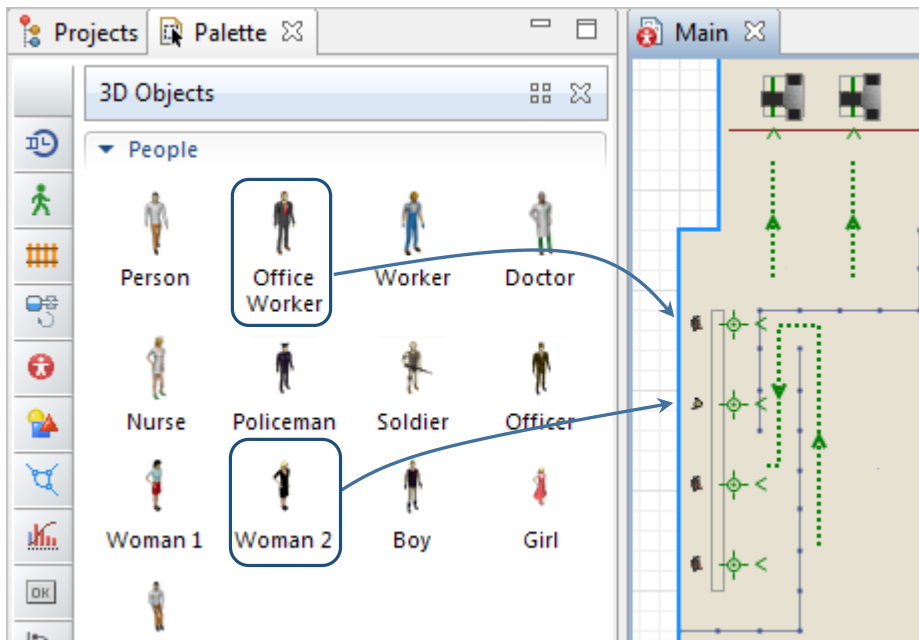 Projects Palette Main
3D Objects
People
Person Office Worker Doctor
Worker
Nurse Policeman Soldier Officer
Woman 1 Woman 2 Boy Girl
OK